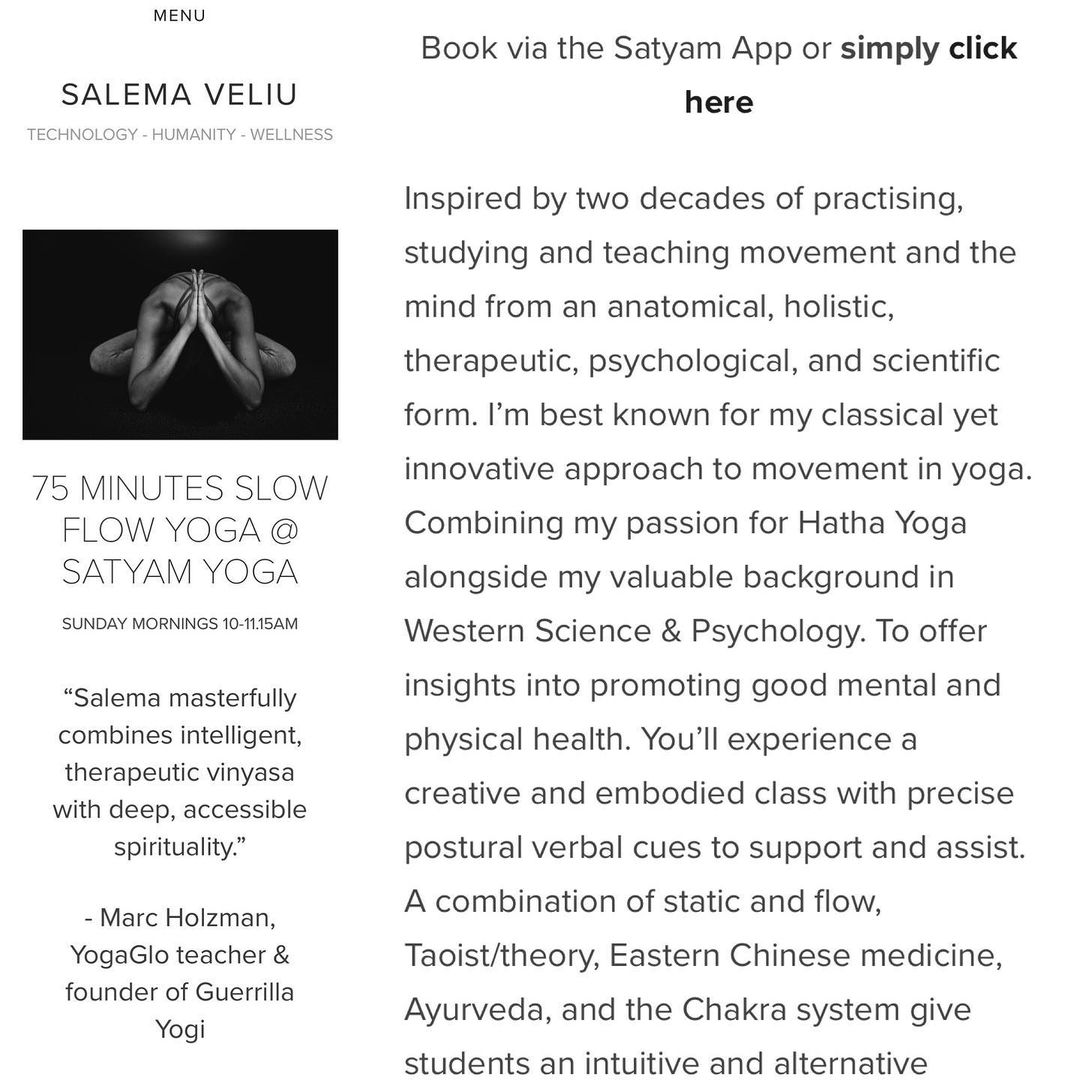 MENU
SALEMA VELIU
TECHNOLOGY - HUMANITY - WELLNESS
75 MINUTES SLOW
FLOW YOGA @
SATYAM YOGA
SUNDAY MORNINGS 10-11.15AM
“Salema masterfully
combines intelligent,
therapeutic vinyasa
with deep, accessible
spirituality.”
- Marc Holzman,
YogaGlo teacher &
founder of Guerrilla
Yogi
Book via the Satyam App or simply click
here
Inspired by two decades of practising,
studying and teaching movement and the
mind from an anatomical, holistic,
therapeutic, psychological, and scientific
form. I’m best known for my classical yet
innovative approach to movement in yoga.
Combining my passion for Hatha Yoga
alongside my valuable background in
Western Science & Psychology. To offer
insights into promoting good mental and
physical health. You’ll experience a
creative and embodied class with precise
postural verbal cues to support and assist.
A combination of static and flow,
Taoist/theory, Eastern Chinese medicine,
Ayurveda, and the Chakra system give
students an intuitive and alternative